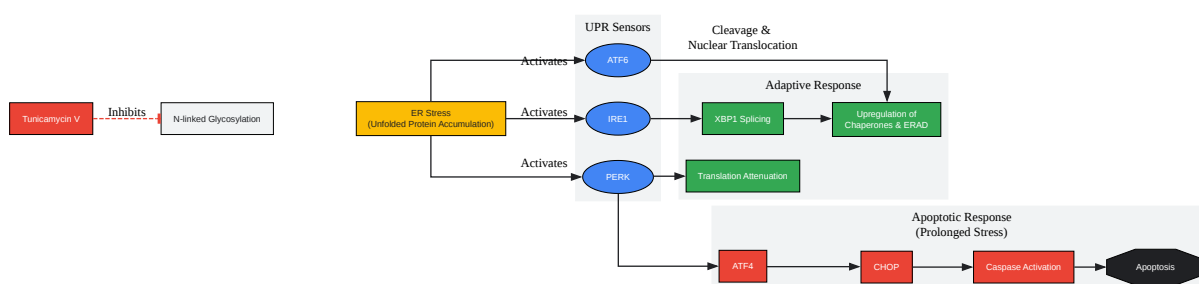 Tunicamycin V
Inhibits
N-linked Glycosylation
ER Stress
(Unfolded Protein Accumulation)
Activates
Activates
Activates
UPR Sensors
ATF6
IRE1
PERK
Cleavage &
Nuclear Translocation
Adaptive Response
XBP1 Splicing
Upregulation of
Chaperones & ERAD
Translation Attenuation
Apoptotic Response
(Prolonged Stress)
ATF4
CHOP
Caspase Activation
Apoptosis